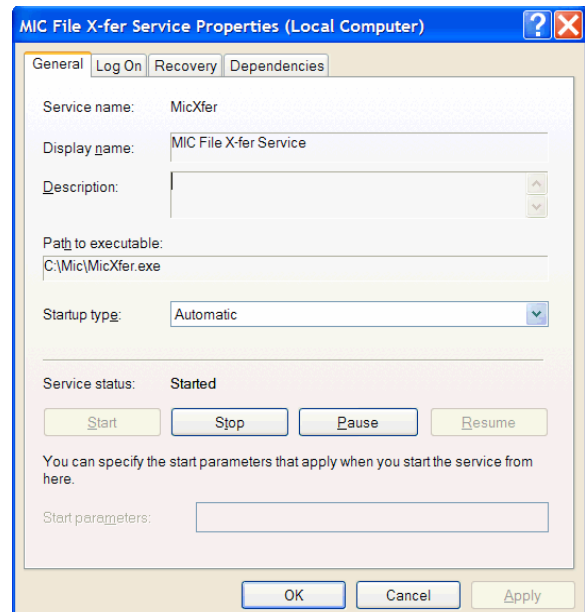 MIC File X-fer Service Properties (Local Computer)
General Log On Recovery Dependencies
Service name: MicXfer
Display name: MIC File X-fer Service
Description:
Path to executable:
C:\Mic\MicXfer.exe
Startup type: Automatic
Service status: Started
Start Stop Pause Resume
You can specify the start parameters that apply when you start the service from
here.
Start parameters:
OK Cancel Apply